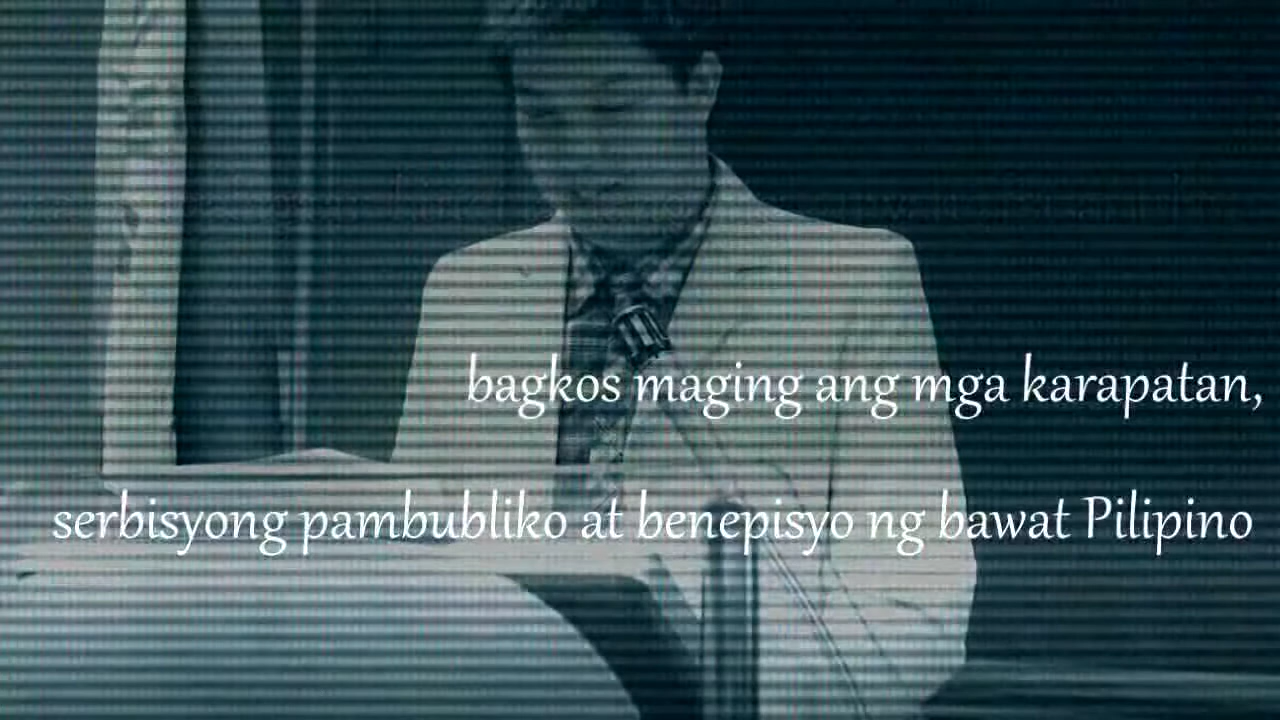 bagkos maging ang mga karapatan,
serbisyong pambubliko at benepisyo ng bawat Pilipino